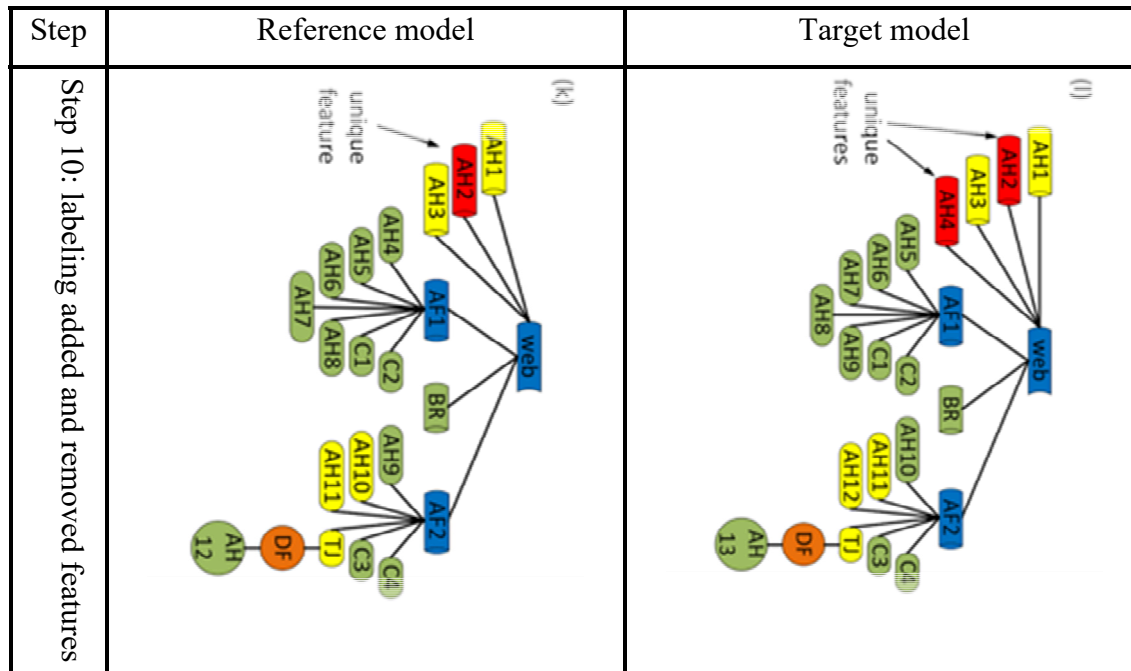 Step
Reference model
Target model
Step 10: labeling added and removed features
(k)
unique
feature
AH1
AH2
AH3
web
AH4
AH5
AH6
AH7
AH8
C1
C2
AF1
BR
AF2
AH9
AH10
AH11
TJ
C3
C4
DF
AH
12
(l)
unique
features
AH1
AH2
AH3
AH4
web
AH5
AH6
AH7
AH8
AH9
C1
C2
AF1
BR
AF2
AH10
AH11
AH12
TJ
C3
C4
DF
AH
13